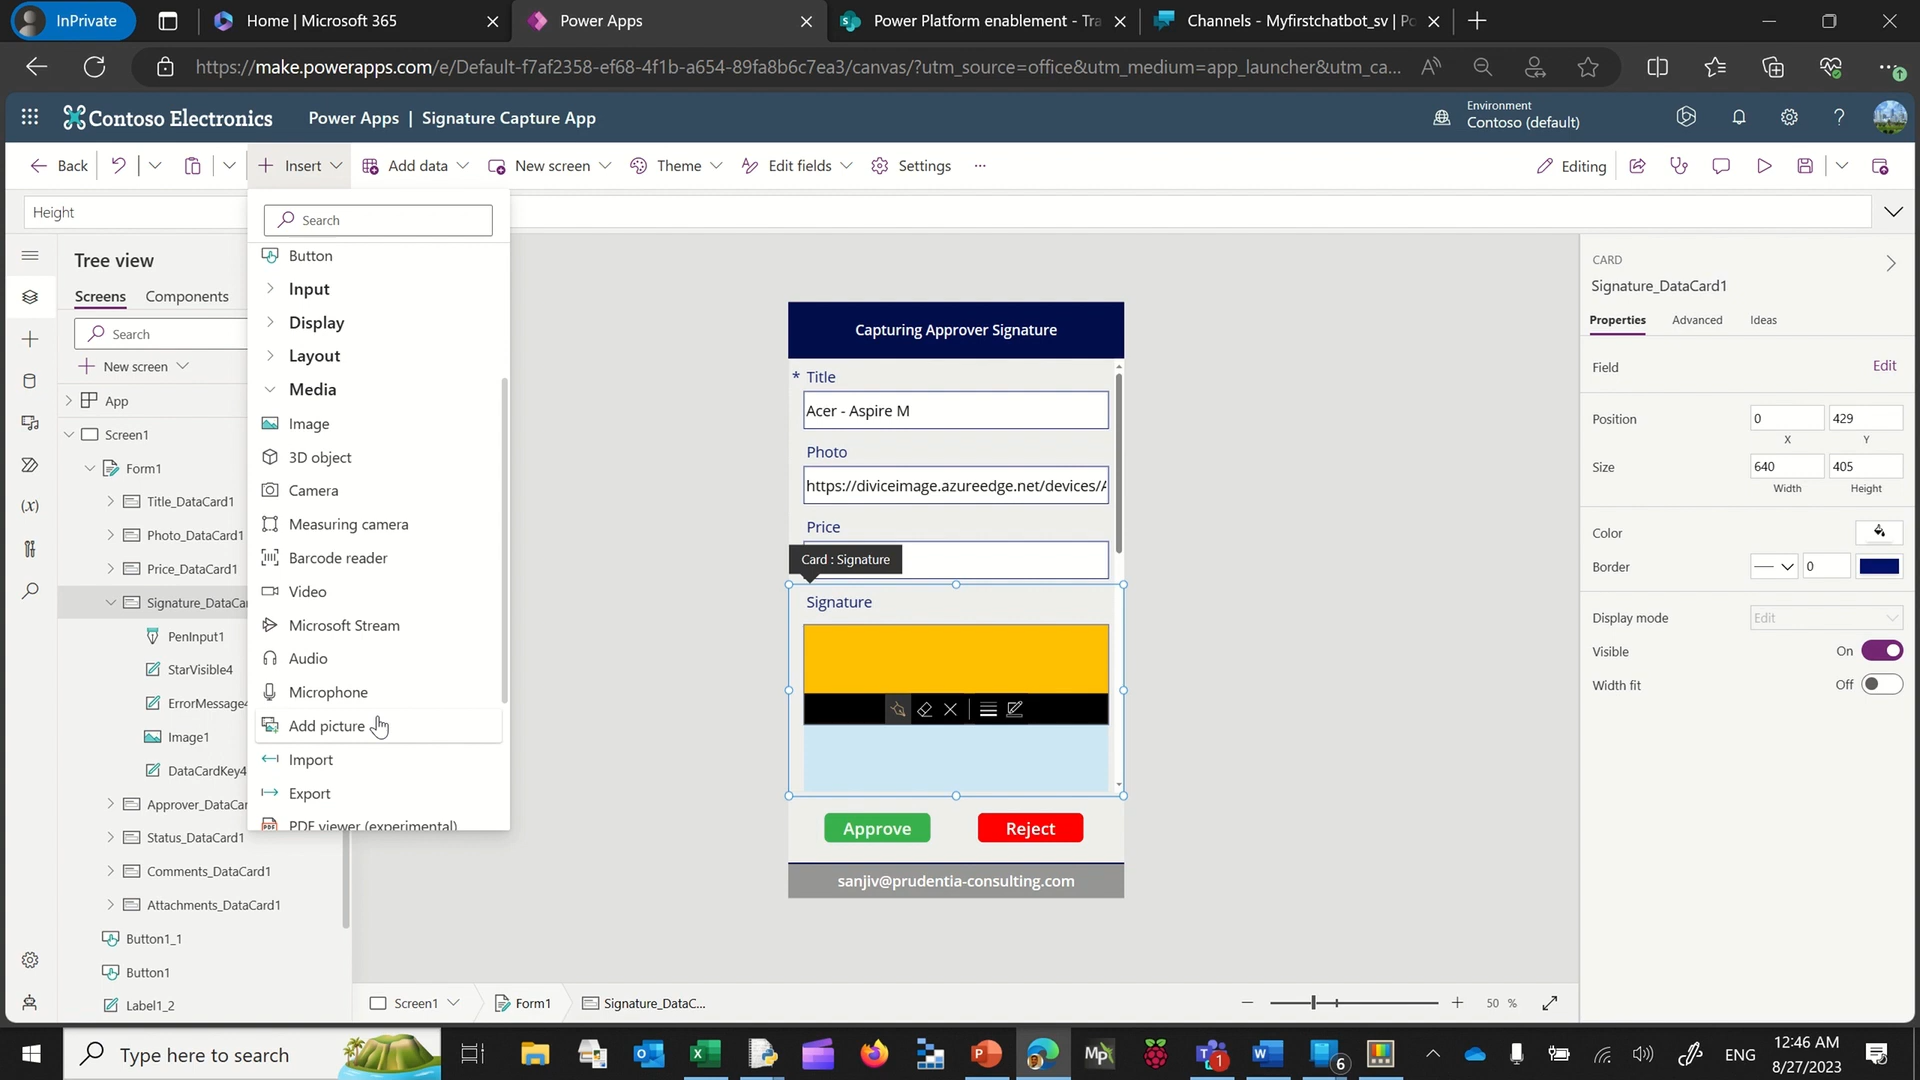 InPrivate
Home | Microsoft 365
Power Apps
Power Platform enablement - Tra
Channels - Myfirstchatbot_sv | Po
https://make.powerapps.com/e/Default-f7af2358-ef68-4f1b-a654-89fa8b6c7ea3/canvas/?utm_source=office&utm_medium=app_launcher&utm_ca...
Contoso Electronics
Power Apps | Signature Capture App
Environment
Contoso (default)
Back
Insert
Add data
New screen
Theme
Edit fields
Settings
Editing
Height
Search
Button
Input
Display
Layout
Media
Image
3D object
Camera
Measuring camera
Barcode reader
Video
Microsoft Stream
Audio
Microphone
Add picture
Import
Export
PDF viewer (experimental)
Tree view
Screens
Components
Search
New screen
App
Screen1
Form1
Title_DataCard1
Photo_DataCard1
Price_DataCard1
Signature_DataCa
PenInput1
StarVisible4
ErrorMessage4
Image1
DataCardKey4
Approver_DataCar
Status_DataCard1
Comments_DataCard1
Attachments_DataCard1
Button1_1
Button1
Label1_2
Capturing Approver Signature
* Title
Acer - Aspire M
Photo
https://diviceimage.azureedge.net/devices/A
Price
Card : Signature
Signature
Approve
Reject
sanjiv@prudentia-consulting.com
CARD
Signature_DataCard1
Properties
Advanced
Ideas
Field
Edit
Position
0
429
X
Y
Size
640
405
Width
Height
Color
Border
0
Display mode
Edit
Visible
On
Width fit
Off
Screen1
Form1
Signature_DataC...
50 %
Type here to search
1
6
ENG
12:46 AM
8/27/2023